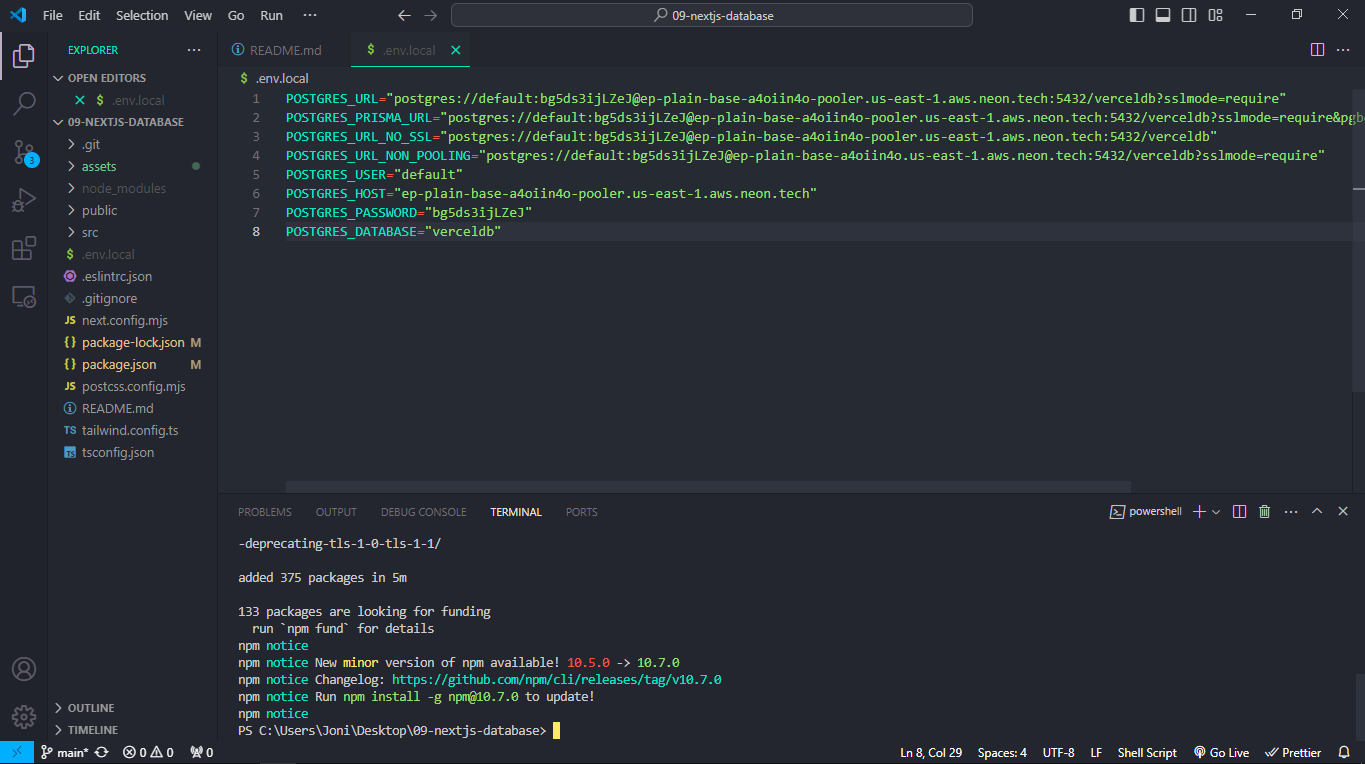 File Edit Selection View Go Run ··· 09-nextjs-database
EXPLORER ···
OPEN EDITORS
$ .env.local
09-NEXTJS-DATABASE
.git
assets
node_modules
public
src
$ .env.local
.eslintrc.json
.gitignore
JS next.config.mjs
{} package-lock.json M
{} package.json M
JS postcss.config.mjs
README.md
TS tailwind.config.ts
TS tsconfig.json
OUTLINE
TIMELINE
3
README.md
$ .env.local
$ .env.local
1 POSTGRES_URL="postgres://default:bg5ds3ijLZeJ@ep-plain-base-a4oiin4o-pooler.us-east-1.aws.neon.tech:5432/verceldb?sslmode=require"
2 POSTGRES_PRISMA_URL="postgres://default:bg5ds3ijLZeJ@ep-plain-base-a4oiin4o-pooler.us-east-1.aws.neon.tech:5432/verceldb?sslmode=require&pgbo
3 POSTGRES_URL_NO_SSL="postgres://default:bg5ds3ijLZeJ@ep-plain-base-a4oiin4o-pooler.us-east-1.aws.neon.tech:5432/verceldb"
4 POSTGRES_URL_NON_POOLING="postgres://default:bg5ds3ijLZeJ@ep-plain-base-a4oiin4o.us-east-1.aws.neon.tech:5432/verceldb?sslmode=require"
5 POSTGRES_USER="default"
6 POSTGRES_HOST="ep-plain-base-a4oiin4o-pooler.us-east-1.aws.neon.tech"
7 POSTGRES_PASSWORD="bg5ds3ijLZeJ"
8 POSTGRES_DATABASE="verceldb"
PROBLEMS OUTPUT DEBUG CONSOLE TERMINAL PORTS powershell
-deprecating-tls-1-0-tls-1-1/
added 375 packages in 5m
133 packages are looking for funding
run `npm fund` for details
npm notice
npm notice New minor version of npm available! 10.5.0 -> 10.7.0
npm notice Changelog: https://github.com/npm/cli/releases/tag/v10.7.0
npm notice Run npm install -g npm@10.7.0 to update!
npm notice
PS C:\Users\Joni\Desktop\09-nextjs-database>
main* 0 0 0 Ln 8, Col 29 Spaces: 4 UTF-8 LF Shell Script Go Live Prettier